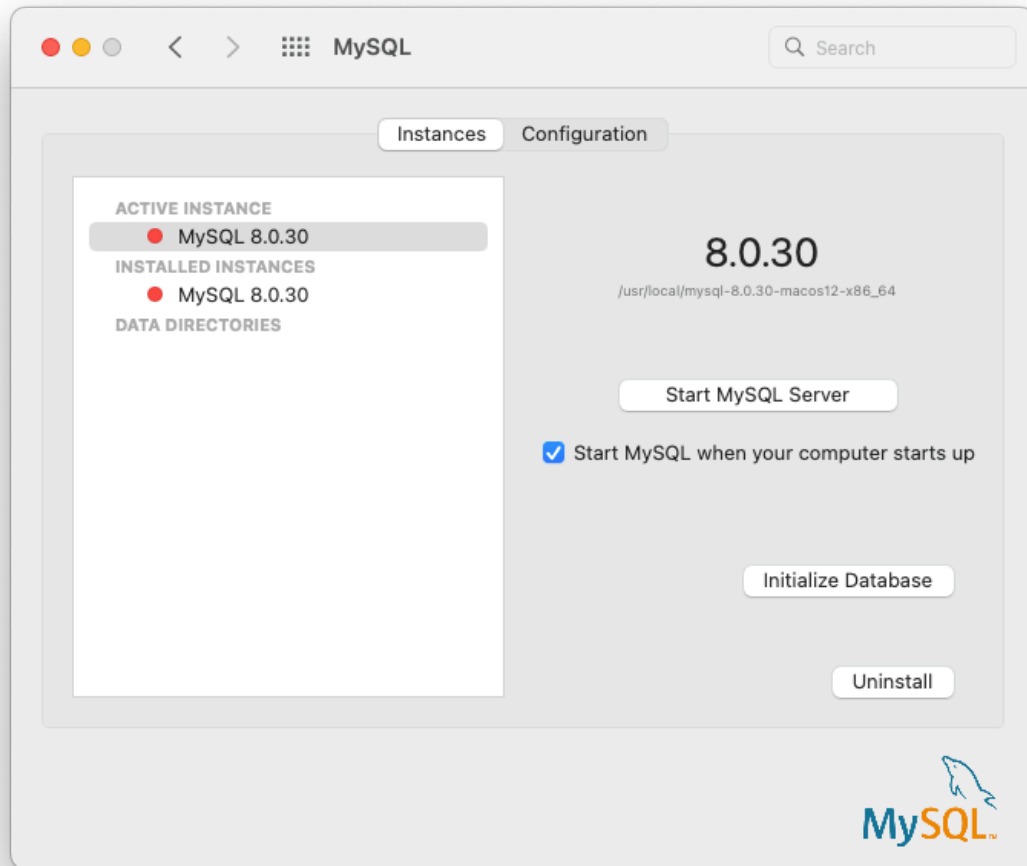 MySQL
Search
Instances
Configuration
ACTIVE INSTANCE
MySQL 8.0.30
INSTALLED INSTANCES
MySQL 8.0.30
DATA DIRECTORIES
8.0.30
/usr/local/mysql-8.0.30-macos12-x86_64
Start MySQL Server
Start MySQL when your computer starts up
Initialize Database
Uninstall
MySQL™